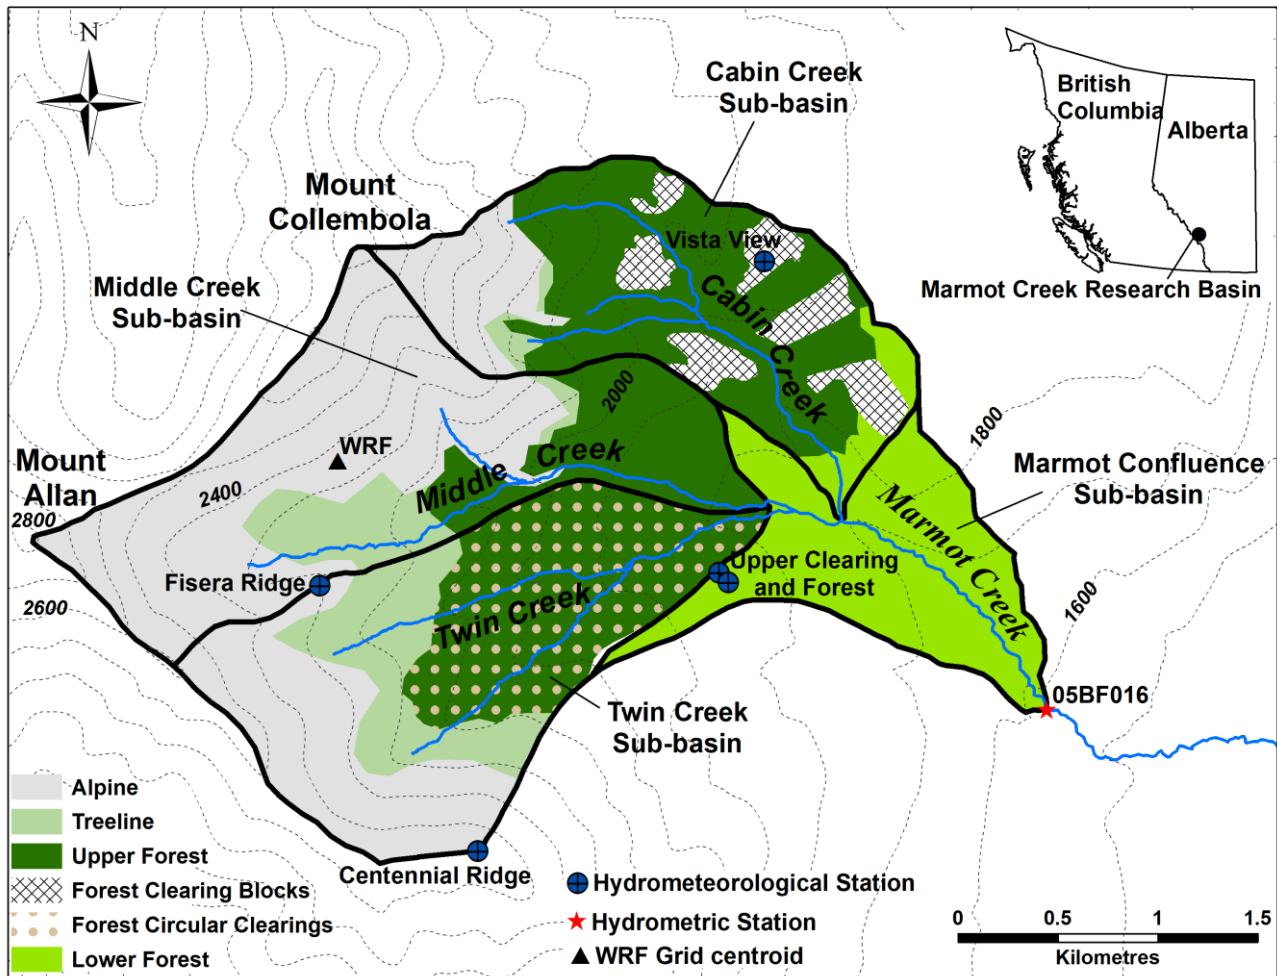 N
Cabin Creek
Sub-basin
British
Columbia
Alberta
Marmot Creek Research Basin
Mount
Collembola
Vista View
Middle Creek
Sub-basin
Cabin Creek
2000
1800
WRF
Middle Creek
Mount
Allan
2400
2800
2600
Marmot Confluence
Sub-basin
Marmot Creek
Fisera Ridge
Upper Clearing
and Forest
Twin Creek
1600
05BF016
Twin Creek
Sub-basin
Centennial Ridge
Alpine
Treeline
Upper Forest
Forest Clearing Blocks
Forest Circular Clearings
Lower Forest
Hydrometeorological Station
Hydrometric Station
WRF Grid centroid
0 0.5 1 1.5
Kilometres